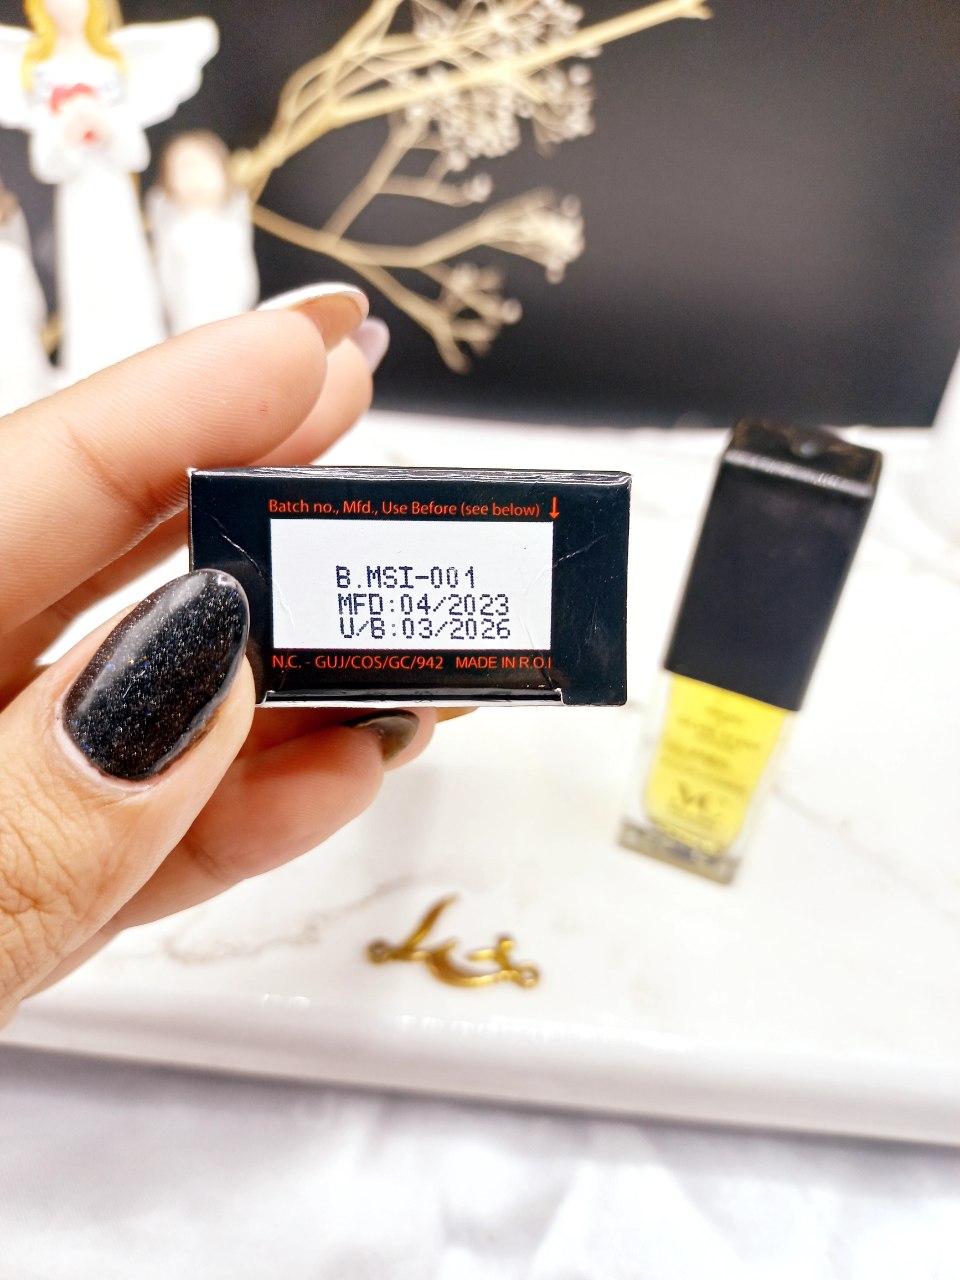 Batch no., Mfd., Use Before (see below) ↓
B.MSI-001
MFD:04/2023
U/B:03/2026
N.C. - GUJ/COS/GC/942 MADE IN R.O.I